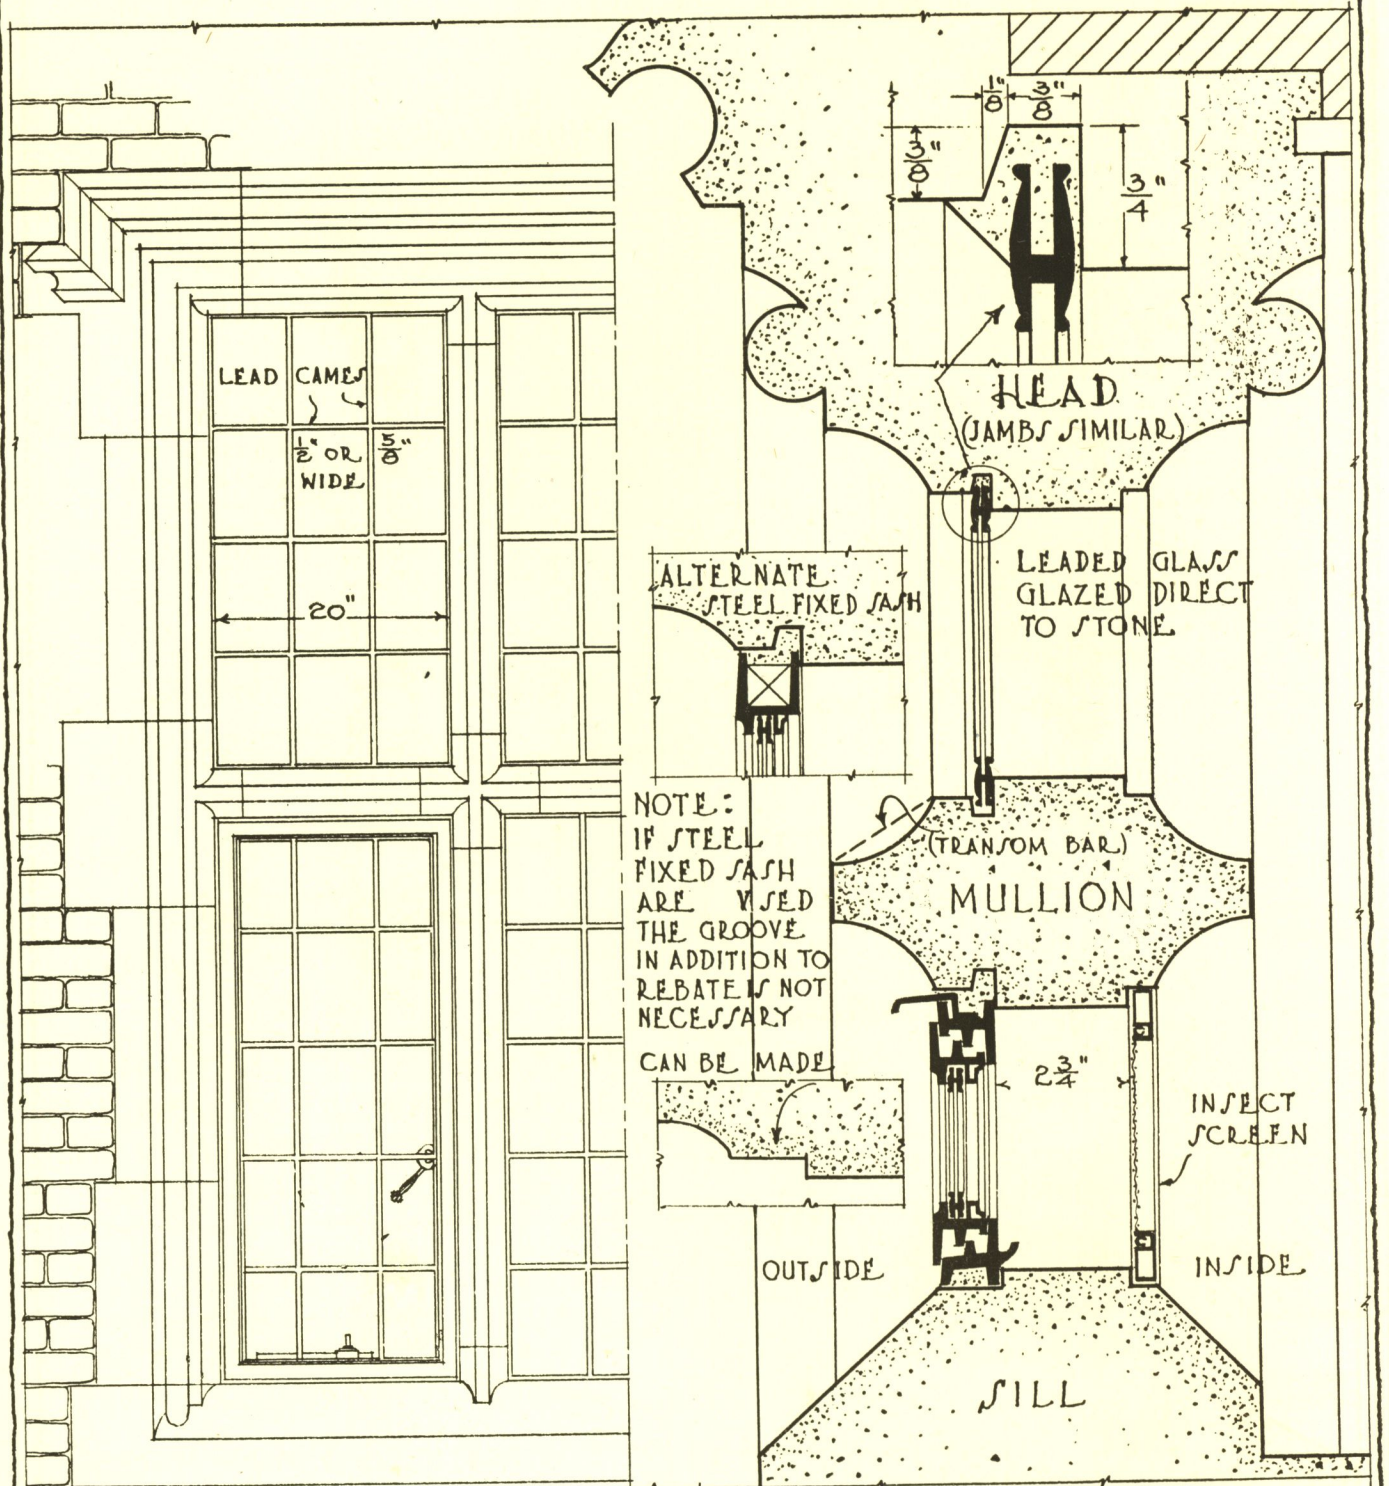 1/8" 3/8"
3/8"
3/4"
LEAD CAMES
1/2" OR 5/8"
WIDE
20"
HEAD
(JAMBS SIMILAR)
ALTERNATE
STEEL FIXED SASH
LEADED GLASS
GLAZED DIRECT
TO STONE
NOTE:
IF STEEL
FIXED SASH
ARE USED
THE GROOVE
IN ADDITION TO
REBATE IS NOT
NECESSARY
CAN BE MADE
(TRANSOM BAR)
MULLION
2 3/4"
INSECT
SCREEN
OUTSIDE
INSIDE
SILL